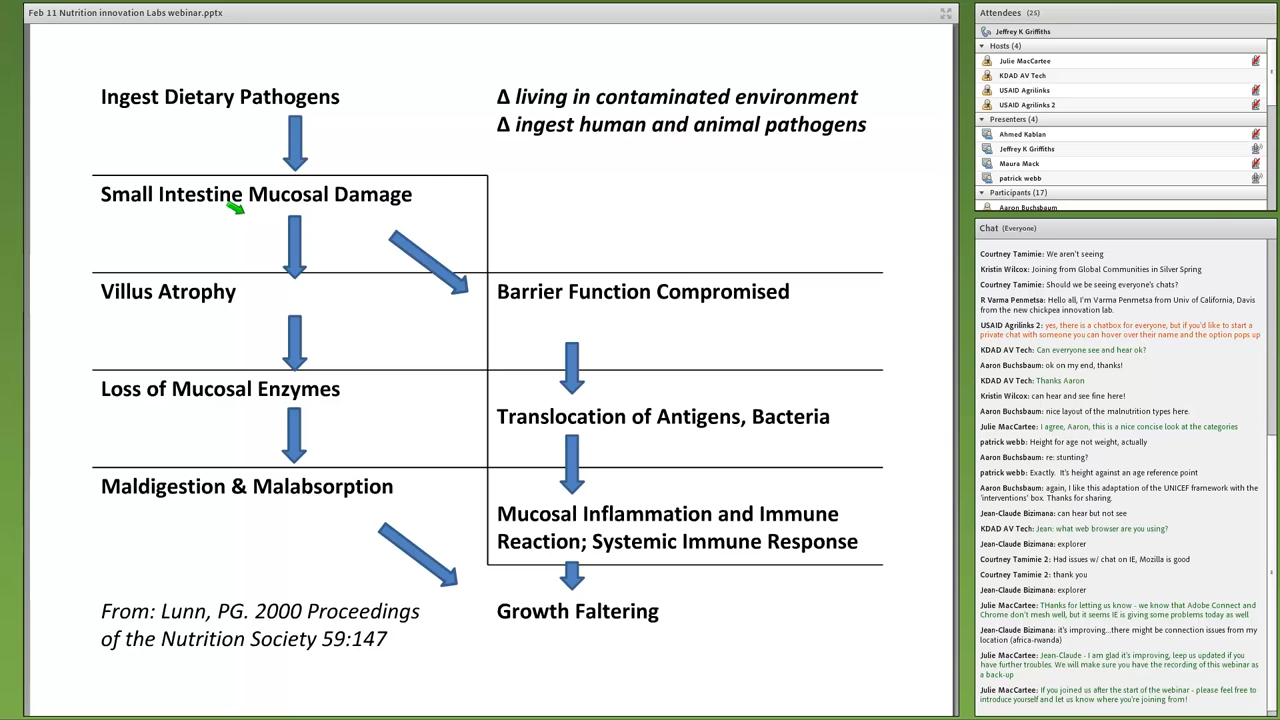 Feb 11 Nutrition innovation Labs webinar.pptx
Ingest Dietary Pathogens
Δ living in contaminated environment
Δ ingest human and animal pathogens
Small Intestine Mucosal Damage
Villus Atrophy
Barrier Function Compromised
Loss of Mucosal Enzymes
Translocation of Antigens, Bacteria
Maldigestion & Malabsorption
Mucosal Inflammation and Immune
Reaction; Systemic Immune Response
From: Lunn, PG. 2000 Proceedings
of the Nutrition Society 59:147
Growth Faltering
Attendees (25)
Jeffrey K Griffiths
Hosts (4)
Julie MacCartee
KDAD AV Tech
USAID Agrilinks
USAID Agrilinks 2
Presenters (4)
Ahmed Kablan
Jeffrey K Griffiths
Maura Mack
patrick webb
Participants (17)
Aaron Buchsbaum
Chat (Everyone)
Courtney Tamimie: We aren't seeing
Kristin Wilcox: Joining from Global Communities in Silver Spring
Courtney Tamimie: Should we be seeing everyone's chats?
R Varma Penmetsa: Hello all, I'm Varma Penmetsa from Univ of California, Davis
from the new chickpea innovation lab.
USAID Agrilinks 2: yes, there is a chatbox for everyone, but if you'd like to start a
private chat with someone you can hover over their name and the option pops up
KDAD AV Tech: Can everyone see and hear ok?
Aaron Buchsbaum: ok on my end, thanks!
KDAD AV Tech: Thanks Aaron
Kristin Wilcox: can hear and see fine here!
Aaron Buchsbaum: nice layout of the malnutrition types here.
Julie MacCartee: I agree, Aaron, this is a nice concise look at the categories
patrick webb: Height for age not weight, actually
Aaron Buchsbaum: re: stunting?
patrick webb: Exactly. It's height against an age reference point
Aaron Buchsbaum: again, I like this adaptation of the UNICEF framework with the
'interventions' box. Thanks for sharing.
Jean-Claude Bizimana: can hear but not see
KDAD AV Tech: Jean: what web browser are you using?
Jean-Claude Bizimana: explorer
Courtney Tamimie 2: Had issues w/ chat on IE, Mozilla is good
Courtney Tamimie 2: thank you
Jean-Claude Bizimana: explorer
Julie MacCartee: THanks for letting us know - we know that Adobe Connect and
Chrome don't mesh well, but it seems IE is giving some problems today as well
Jean-Claude Bizimana: it's improving...there might be connection issues from my
location (africa-rwanda)
Julie MacCartee: Jean-Claude - I am glad it's improving, leep us updated if you
have further troubles. We will make sure you have the recording of this webinar as
a back-up
Julie MacCartee: If you joined us after the start of the webinar - please feel free to
introduce yourself and let us know where you're joining from!